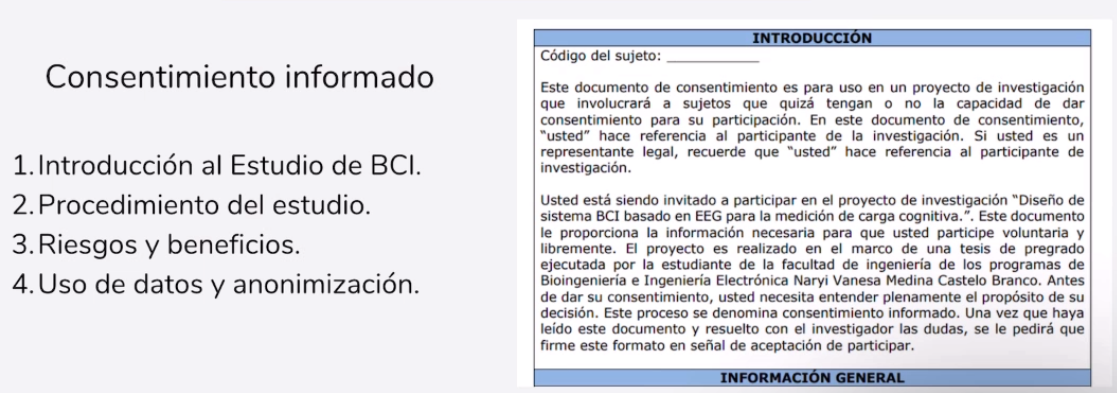 Consentimiento informado
1. Introducción al Estudio de BCI.
2. Procedimiento del estudio.
3. Riesgos y beneficios.
4. Uso de datos y anonimización.
INTRODUCCIÓN
Código del sujeto: ____________
Este documento de consentimiento es para uso en un proyecto de investigación
que involucrará a sujetos que quizá tengan o no la capacidad de dar
consentimiento para su participación. En este documento de consentimiento,
“usted” hace referencia al participante de la investigación. Si usted es un
representante legal, recuerde que “usted” hace referencia al participante de
investigación.
Usted está siendo invitado a participar en el proyecto de investigación “Diseño de
sistema BCI basado en EEG para la medición de carga cognitiva.”. Este documento
le proporciona la información necesaria para que usted participe voluntaria y
libremente. El proyecto es realizado en el marco de una tesis de pregrado
ejecutada por la estudiante de la facultad de ingeniería de los programas de
Bioingeniería e Ingeniería Electrónica Naryi Vanesa Medina Castelo Branco. Antes
de dar su consentimiento, usted necesita entender plenamente el propósito de su
decisión. Este proceso se denomina consentimiento informado. Una vez que haya
leído este documento y resuelto con el investigador las dudas, se le pedirá que
firme este formato en señal de aceptación de participar.
INFORMACIÓN GENERAL